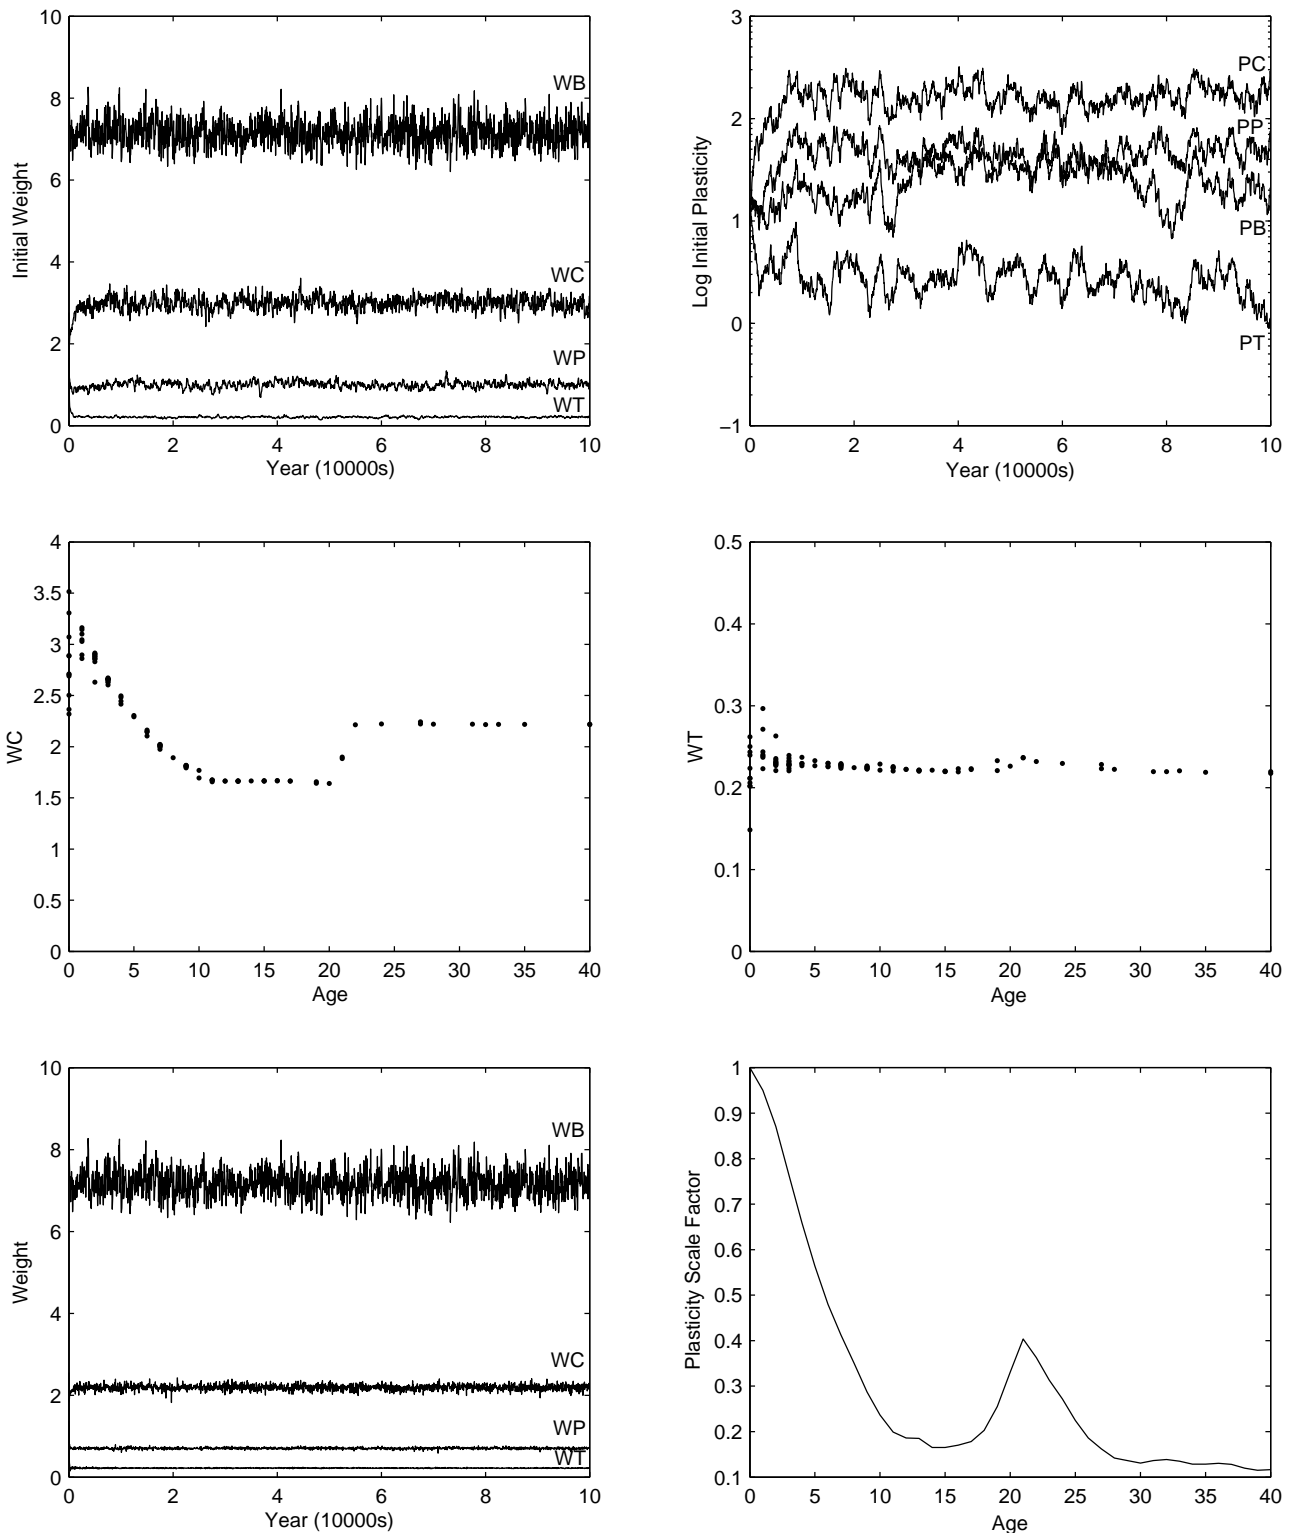 10
8
6
4
2
0
Initial Weight
WB
WC
WP
WT
0 2 4 6 8 10
Year (10000s)
3
2
1
0
−1
Log Initial Plasticity
PC
PP
PB
PT
0 2 4 6 8 10
Year (10000s)
4
3.5
3
2.5
2
1.5
1
0.5
0
WC
0 5 10 15 20 25 30 35 40
Age
0.5
0.4
0.3
0.2
0.1
0
WT
0 5 10 15 20 25 30 35 40
Age
10
8
6
4
2
0
Weight
WB
WC
WP
WT
0 2 4 6 8 10
Year (10000s)
1
0.9
0.8
0.7
0.6
0.5
0.4
0.3
0.2
0.1
Plasticity Scale Factor
0 5 10 15 20 25 30 35 40
Age